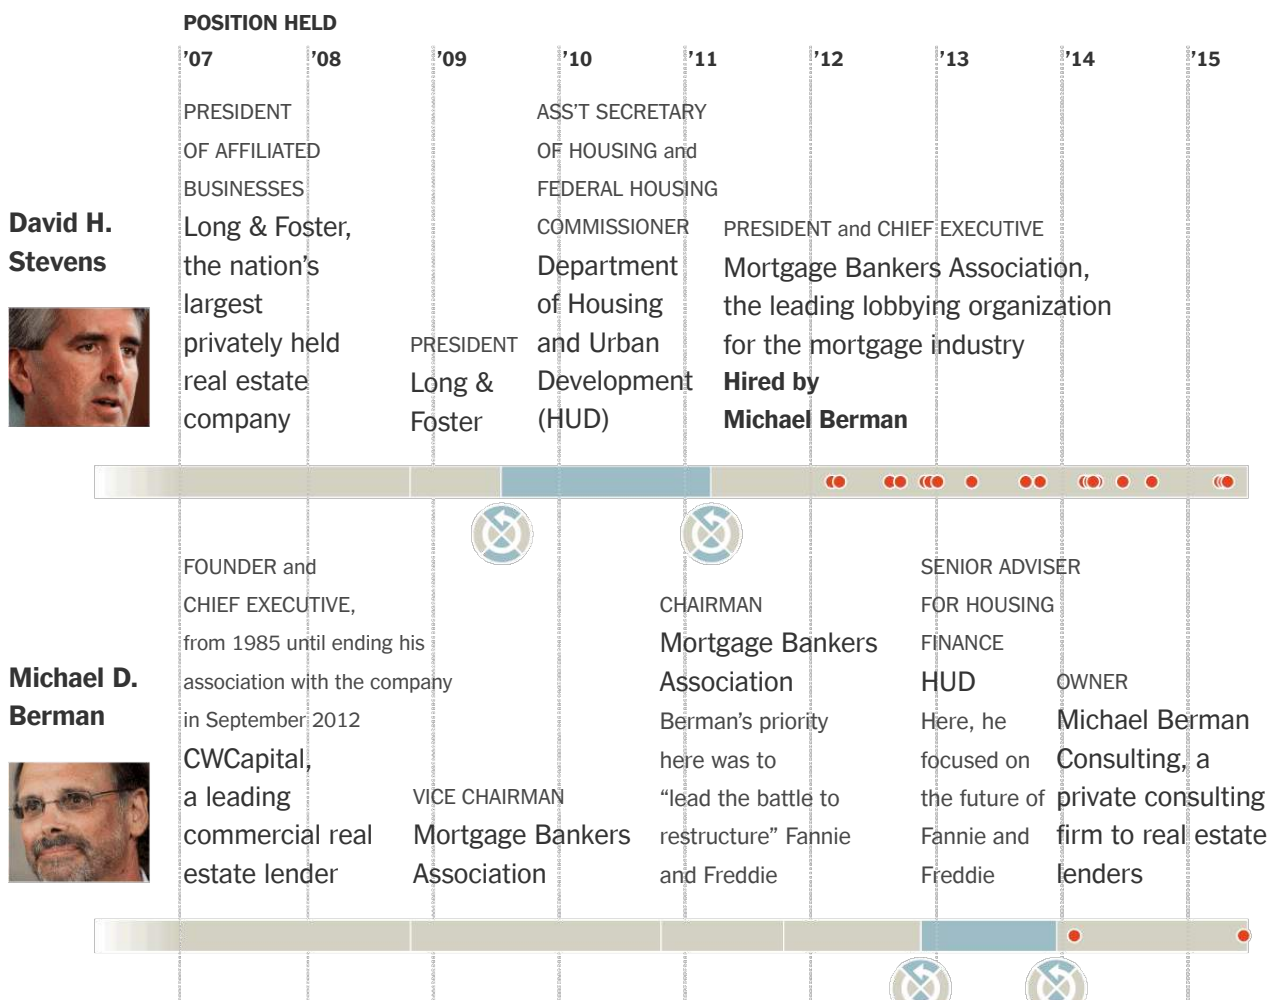 POSITION HELD
’07 ’08 ’09 ’10 ’11 ’12 ’13 ’14 ’15
David H.
Stevens
PRESIDENT
OF AFFILIATED
BUSINESSES
Long & Foster,
the nation’s
largest
privately held
real estate
company
PRESIDENT
Long &
Foster
ASS’T SECRETARY
OF HOUSING and
FEDERAL HOUSING
COMMISSIONER
Department
of Housing
and Urban
Development
(HUD)
PRESIDENT and CHIEF EXECUTIVE
Mortgage Bankers Association,
the leading lobbying organization
for the mortgage industry
Hired by
Michael Berman
Michael D.
Berman
FOUNDER and
CHIEF EXECUTIVE,
from 1985 until ending his
association with the company
in September 2012
CWCapital,
a leading
commercial real
estate lender
VICE CHAIRMAN
Mortgage Bankers
Association
CHAIRMAN
Mortgage Bankers
Association
Berman’s priority
here was to
“lead the battle to
restructure” Fannie
and Freddie
SENIOR ADVISER
FOR HOUSING
FINANCE
HUD
Here, he
focused on
the future of
Fannie and
Freddie
OWNER
Michael Berman
Consulting, a
private consulting
firm to real estate
lenders